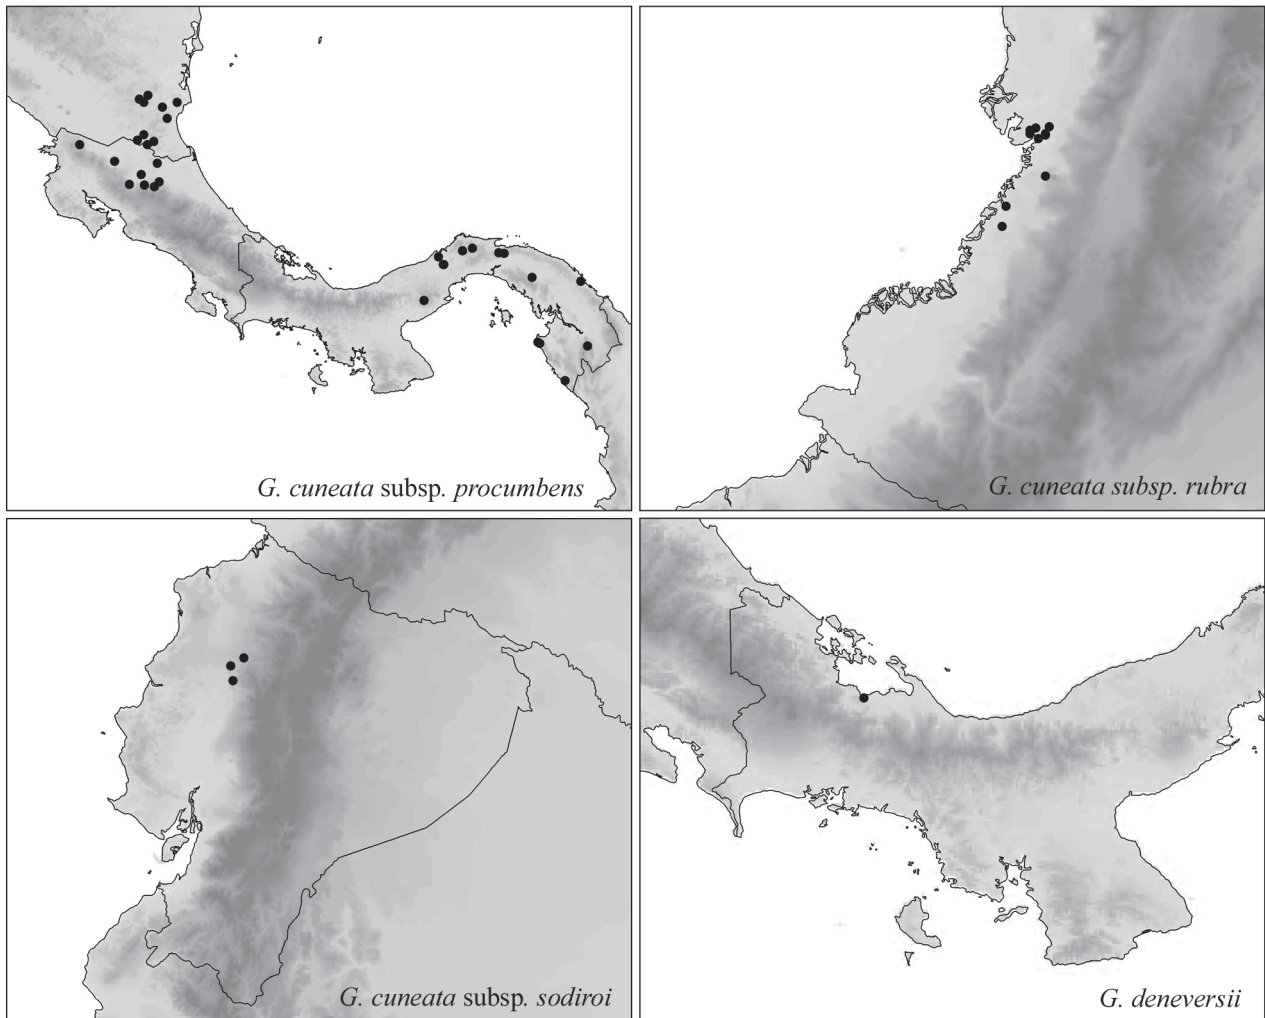 G. cuneata subsp. procumbens
G. cuneata subsp. rubra
G. cuneata subsp. sodiroi
G. deneversii